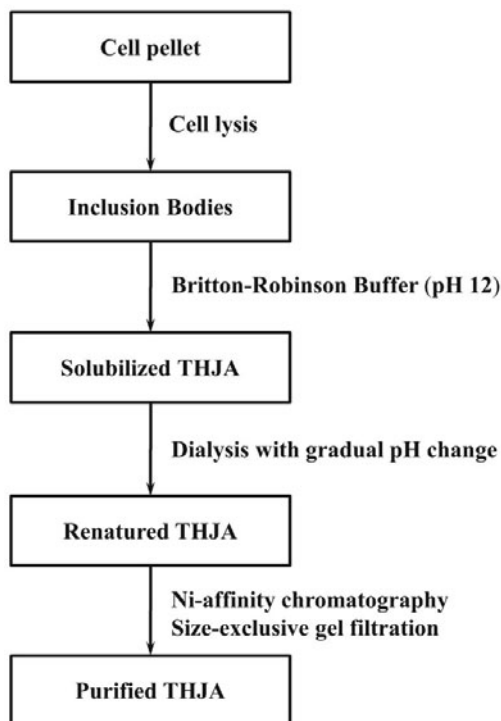 Cell pellet
Cell lysis
Inclusion Bodies
Britton-Robinson Buffer (pH 12)
Solubilized THJA
Dialysis with gradual pH change
Renatured THJA
Ni-affinity chromatography
Size-exclusive gel filtration
Purified THJA